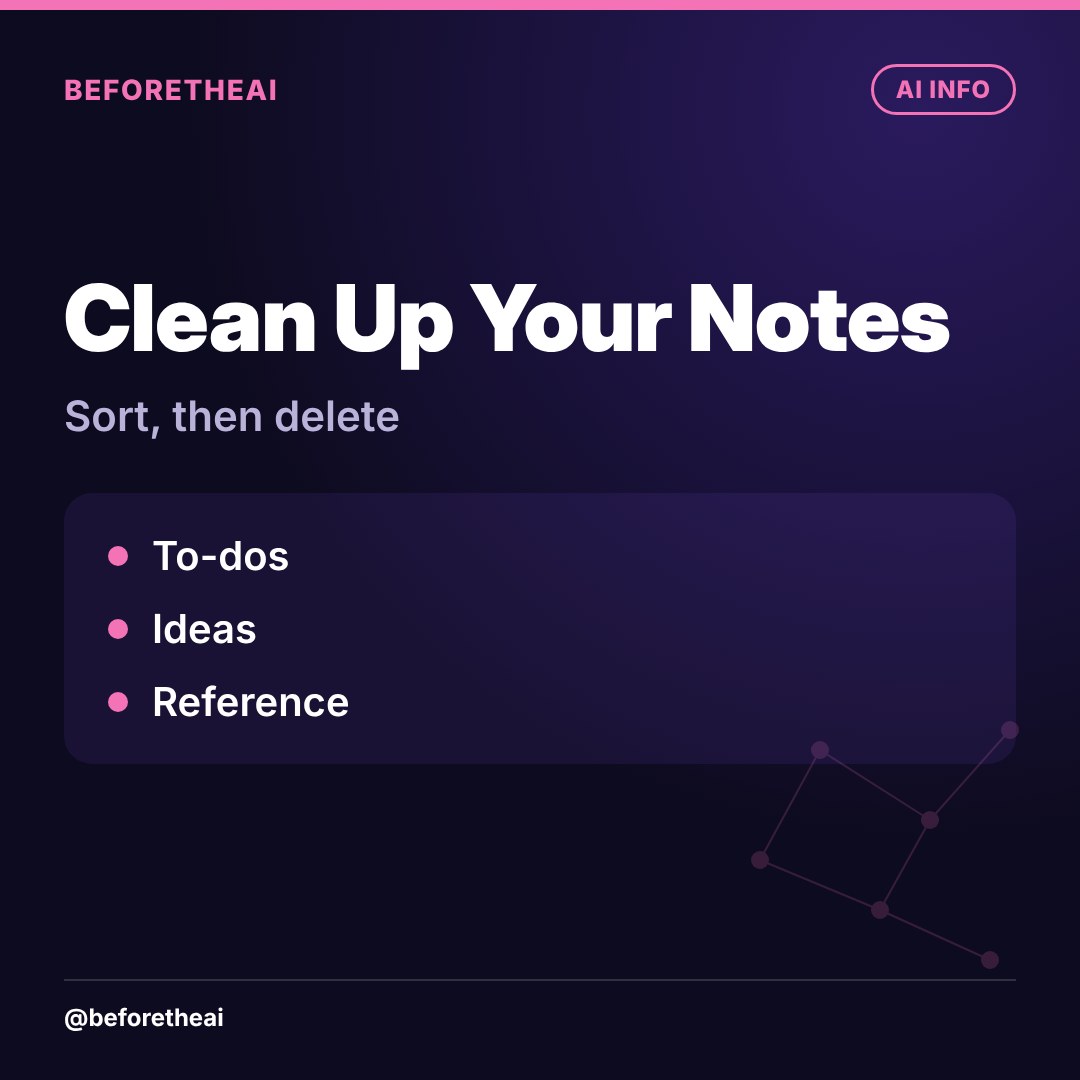 BEFORETHEAI
AI INFO
Clean Up Your Notes
Sort, then delete
To-dos
Ideas
Reference
@beforetheai